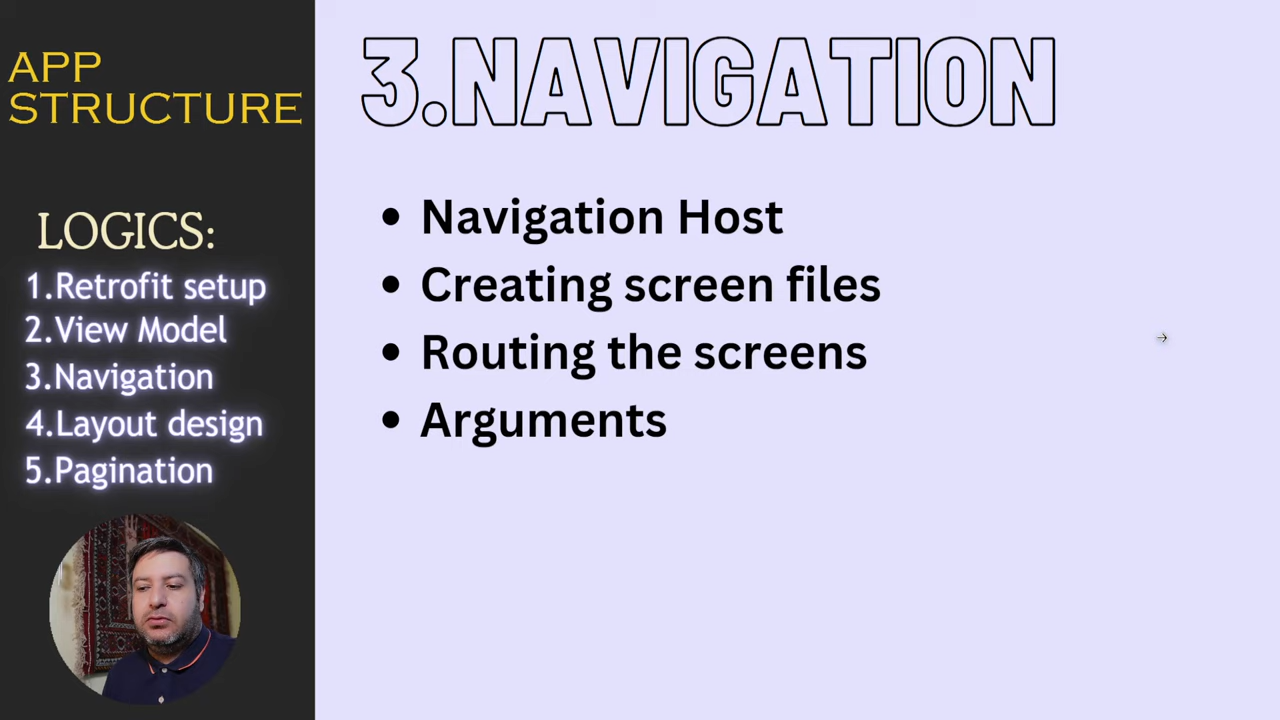 APP
STRUCTURE
LOGICS:
1.Retrofit setup
2.View Model
3.Navigation
4.Layout design
5.Pagination
3.NAVIGATION
• Navigation Host
• Creating screen files
• Routing the screens
• Arguments